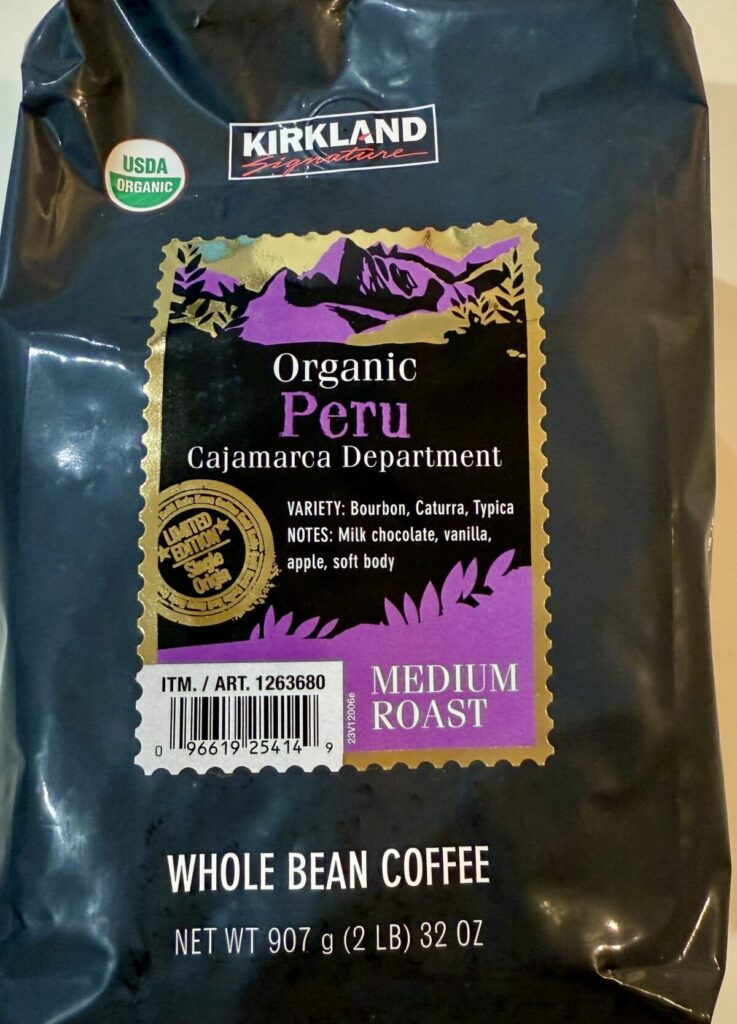 KIRKLAND
Signature
USDA
ORGANIC
Organic
Peru
Cajamarca Department
VARIETY: Bourbon, Caturra, Typica
NOTES: Milk chocolate, vanilla,
apple, soft body
LIMITED
EDITION
Single
Origin
ITM. / ART. 1263680
0 96619 25414 9
23V12006e
MEDIUM
ROAST
WHOLE BEAN COFFEE
NET WT 907 g (2 LB) 32 OZ